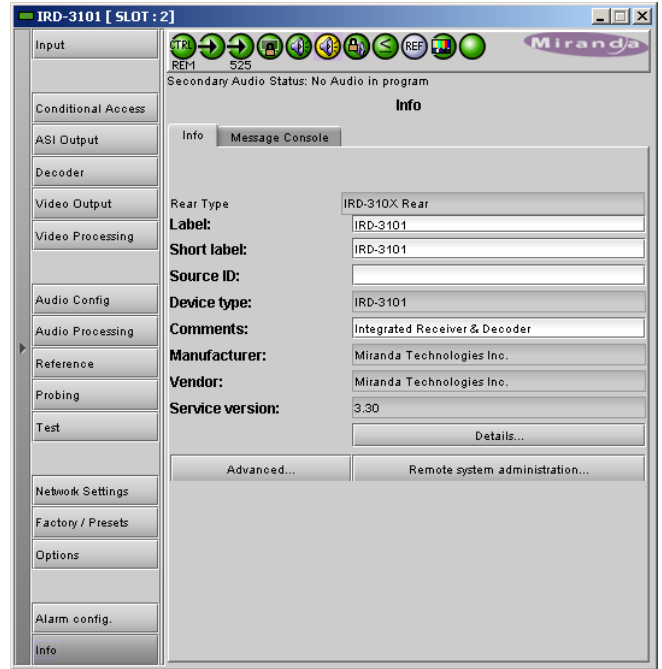 IRD-3101 [ SLOT : 2]
Input
Conditional Access
ASI Output
Decoder
Video Output
Video Processing
Audio Config
Audio Processing
Reference
Probing
Test
Network Settings
Factory / Presets
Options
Alarm config.
Info
CTRL
REM
525
REF
Miranda
Secondary Audio Status: No Audio in program
Info
Info
Message Console
Rear Type IRD-310X Rear
Label: IRD-3101
Short label: IRD-3101
Source ID:
Device type: IRD-3101
Comments: Integrated Receiver & Decoder
Manufacturer: Miranda Technologies Inc.
Vendor: Miranda Technologies Inc.
Service version: 3.30
Details...
Advanced...
Remote system administration...